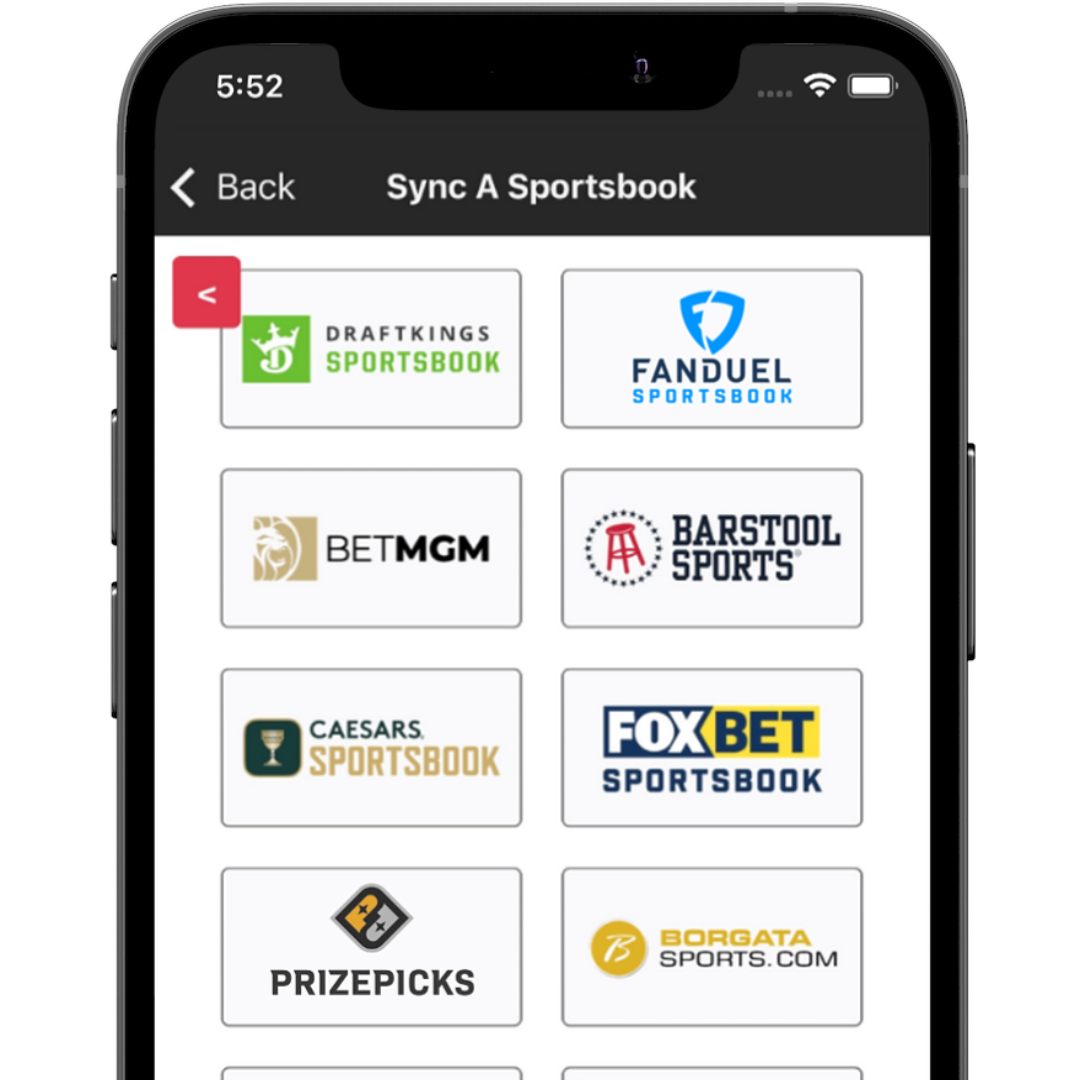 5:52
Back
Sync A Sportsbook
<
DRAFTKINGS
SPORTSBOOK
FANDUEL
SPORTSBOOK
BETMGM
BARSTOOL
SPORTS®
CAESARS
SPORTSBOOK
FOX BET
SPORTSBOOK
PRIZEPICKS
B
BORGATA
SPORTS.COM